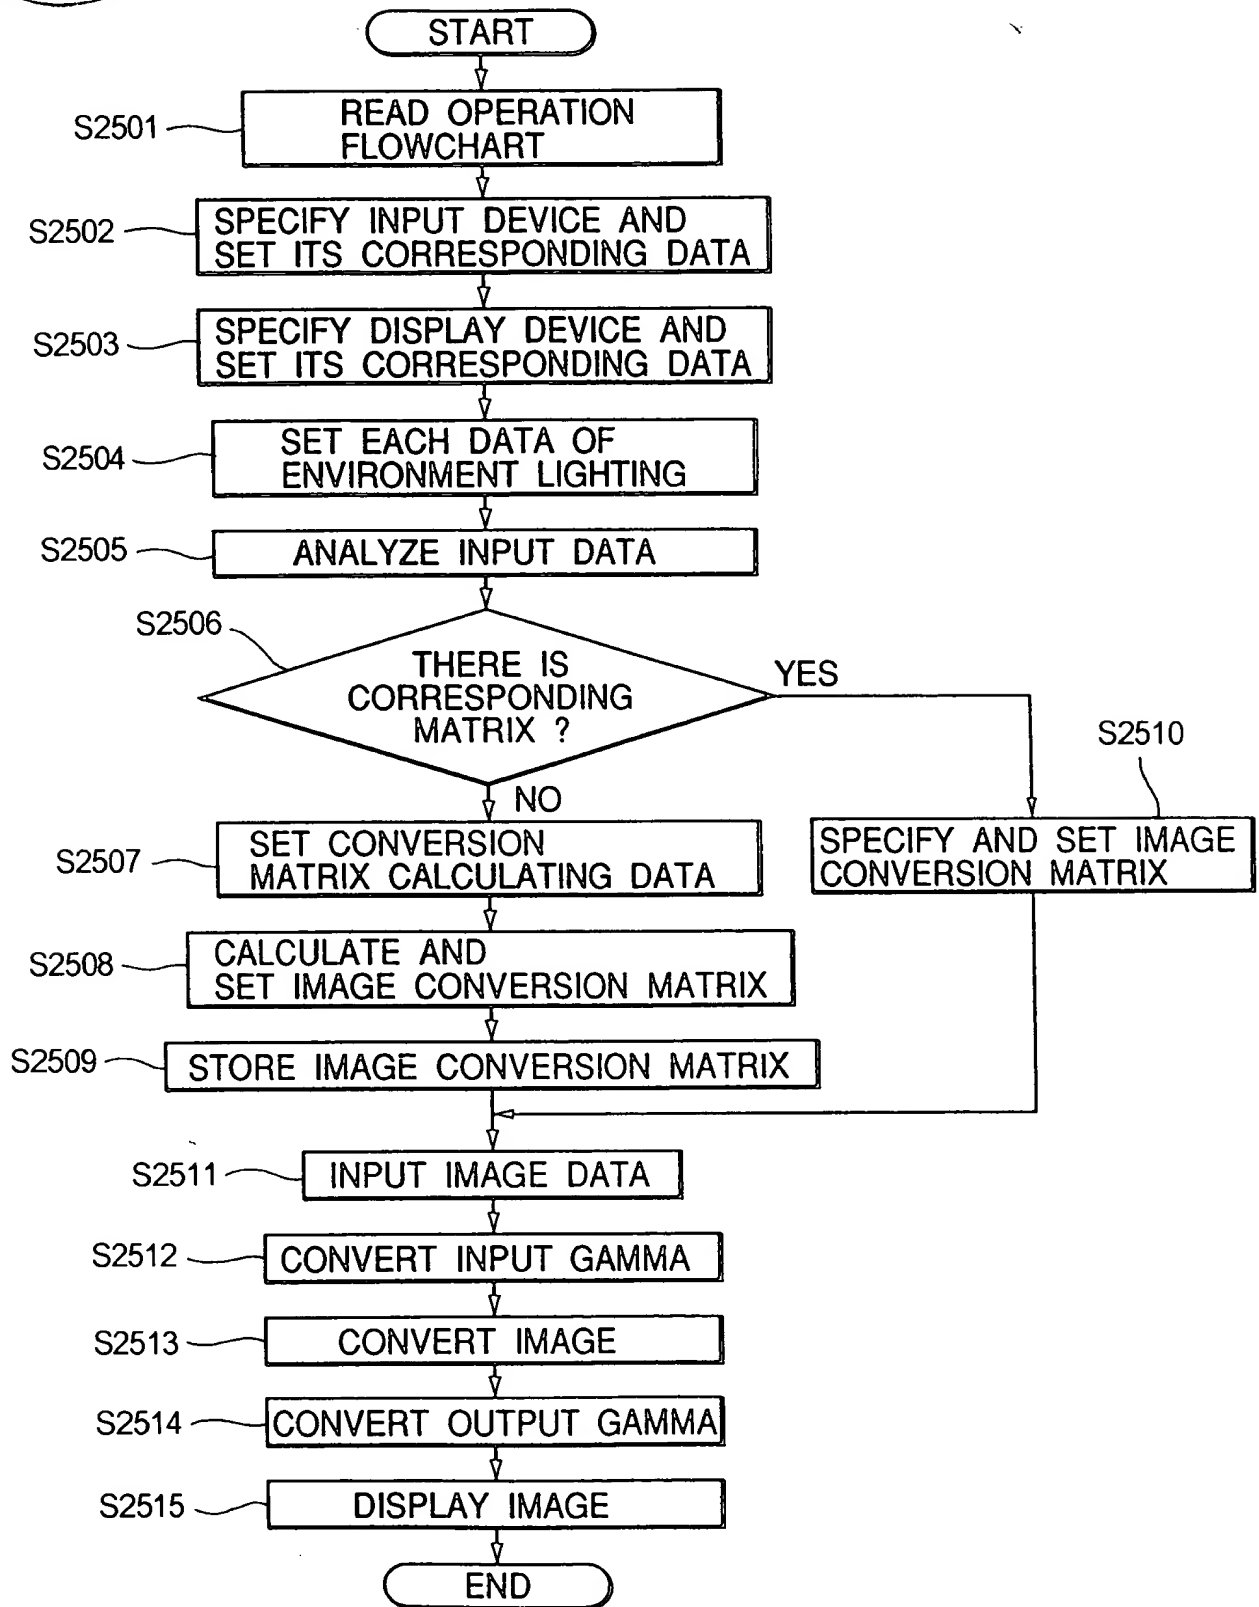 START
S2501
READ OPERATION
FLOWCHART
S2502
SPECIFY INPUT DEVICE AND
SET ITS CORRESPONDING DATA
S2503
SPECIFY DISPLAY DEVICE AND
SET ITS CORRESPONDING DATA
S2504
SET EACH DATA OF
ENVIRONMENT LIGHTING
S2505
ANALYZE INPUT DATA
S2506
THERE IS
CORRESPONDING
MATRIX ?
YES
NO
S2507
SET CONVERSION
MATRIX CALCULATING DATA
S2510
SPECIFY AND SET IMAGE
CONVERSION MATRIX
S2508
CALCULATE AND
SET IMAGE CONVERSION MATRIX
S2509
STORE IMAGE CONVERSION MATRIX
S2511
INPUT IMAGE DATA
S2512
CONVERT INPUT GAMMA
S2513
CONVERT IMAGE
S2514
CONVERT OUTPUT GAMMA
S2515
DISPLAY IMAGE
END